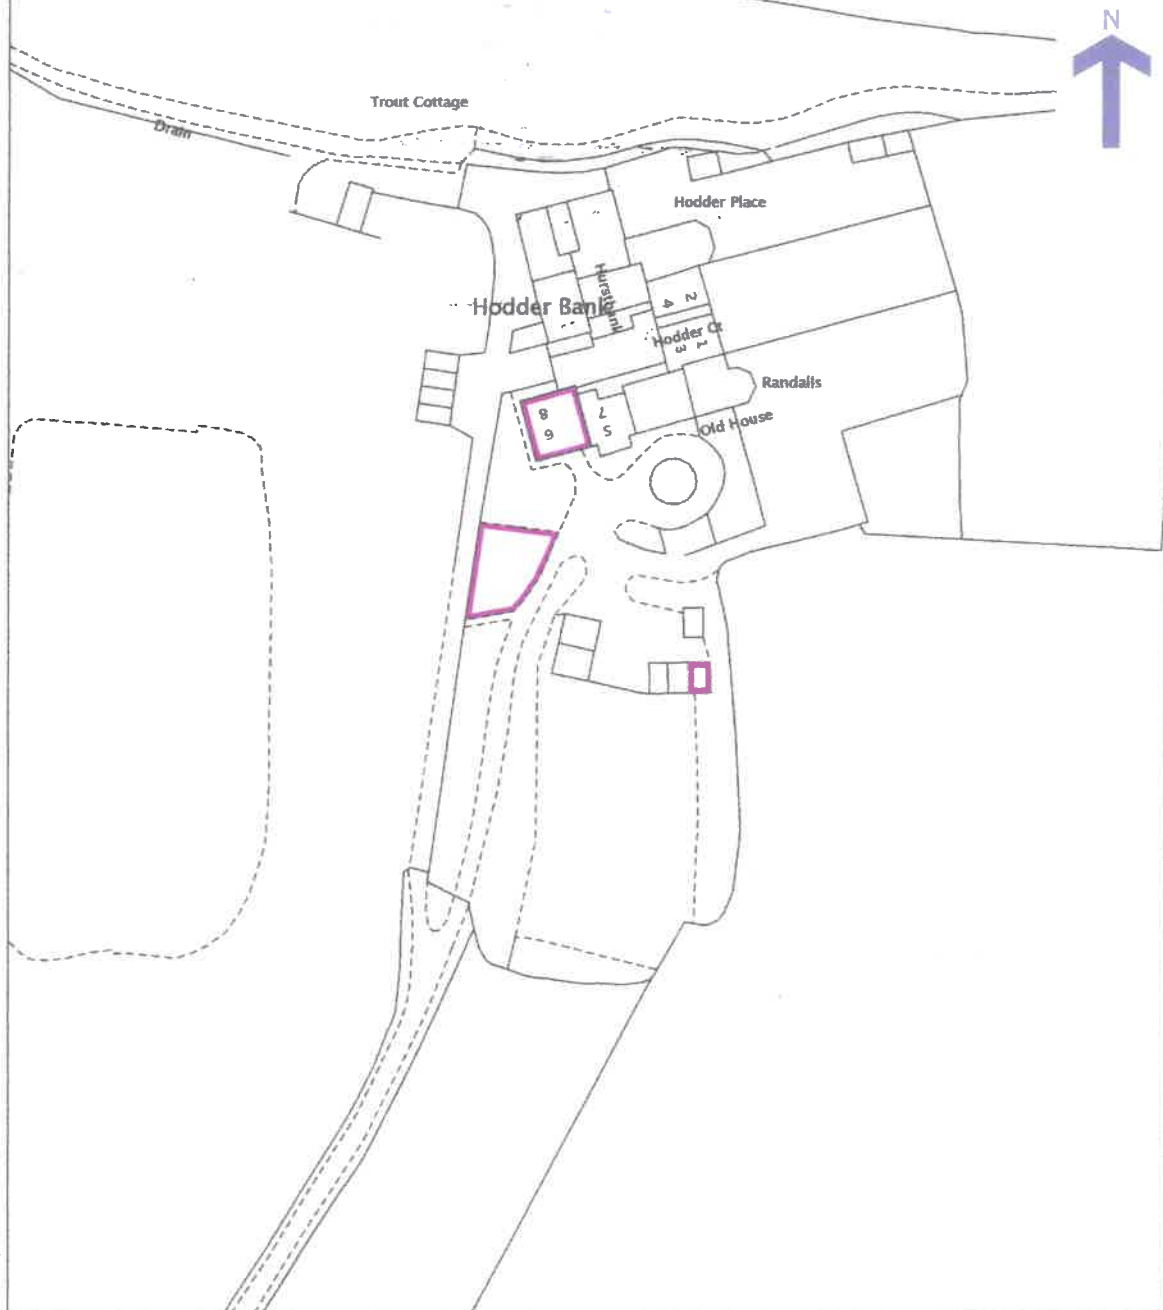 N
Trout Cottage
Drain
Hodder Place
Hurstbank
2
4
Hodder Bank
Hodder Ct
1
3
Randalls
8
7
Old House
6
5